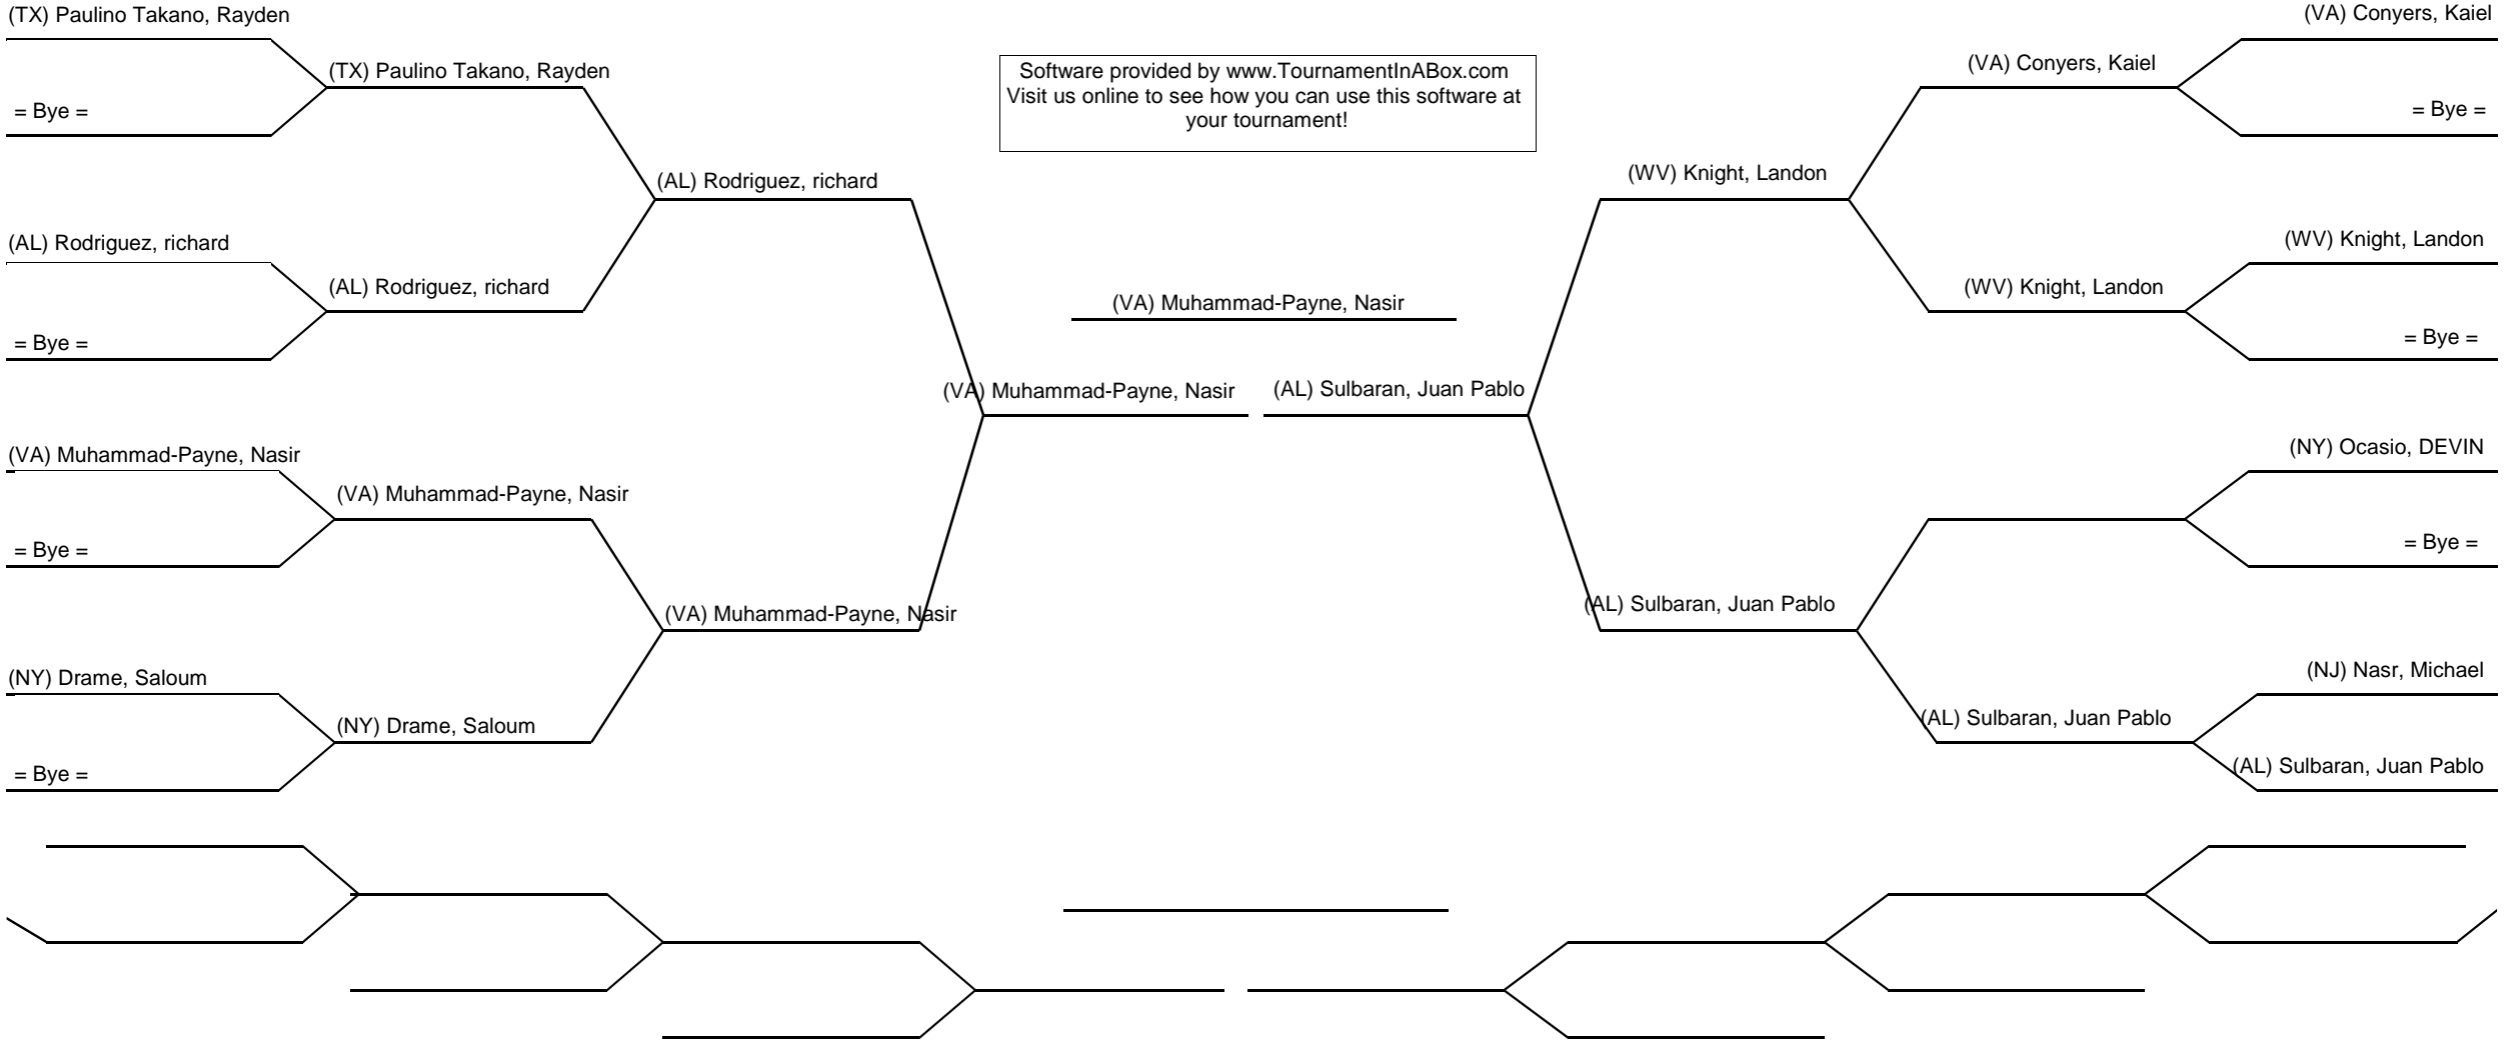 (TX) Paulino Takano, Rayden
(TX) Paulino Takano, Rayden
= Bye =
(AL) Rodriguez, richard
(AL) Rodriguez, richard
(AL) Rodriguez, richard
= Bye =
(VA) Muhammad-Payne, Nasir
(VA) Muhammad-Payne, Nasir
= Bye =
(VA) Muhammad-Payne, Nasir
(NY) Drame, Saloum
(NY) Drame, Saloum
= Bye =
(VA) Muhammad-Payne, Nasir
Software provided by www.TournamentInABox.com
Visit us online to see how you can use this software at
your tournament!
(VA) Muhammad-Payne, Nasir
(AL) Sulbaran, Juan Pablo
(VA) Conyers, Kaiel
(VA) Conyers, Kaiel
= Bye =
(WV) Knight, Landon
(WV) Knight, Landon
(WV) Knight, Landon
= Bye =
(NY) Ocasio, DEVIN
= Bye =
(AL) Sulbaran, Juan Pablo
(NJ) Nasr, Michael
(AL) Sulbaran, Juan Pablo
(AL) Sulbaran, Juan Pablo